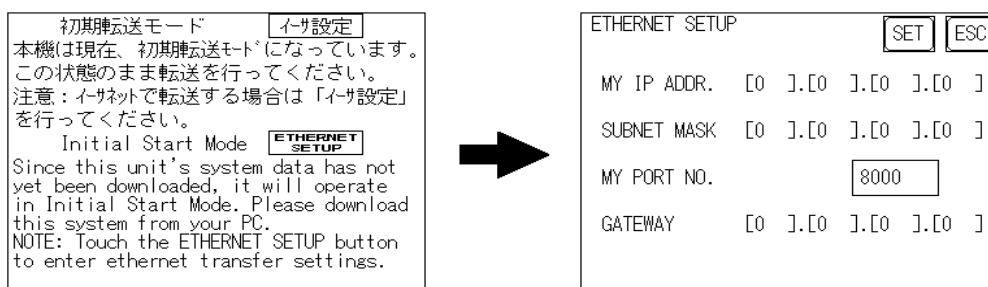 初期転送モード ｲｰｻ設定
本機は現在、初期転送ﾓｰﾄﾞになっています。
この状態のまま転送を行ってください。
注意：ｲｰｻﾈｯﾄで転送する場合は「ｲｰｻ設定」
を行ってください。
Initial Start Mode ETHERNET SETUP
Since this unit's system data has not
yet been downloaded, it will operate
in Initial Start Mode. Please download
this system from your PC.
NOTE: Touch the ETHERNET SETUP button
to enter ethernet transfer settings.
ETHERNET SETUP SET ESC
MY IP ADDR. [0 ].[0 ].[0 ].[0 ]
SUBNET MASK [0 ].[0 ].[0 ].[0 ]
MY PORT NO. 8000
GATEWAY [0 ].[0 ].[0 ].[0 ]